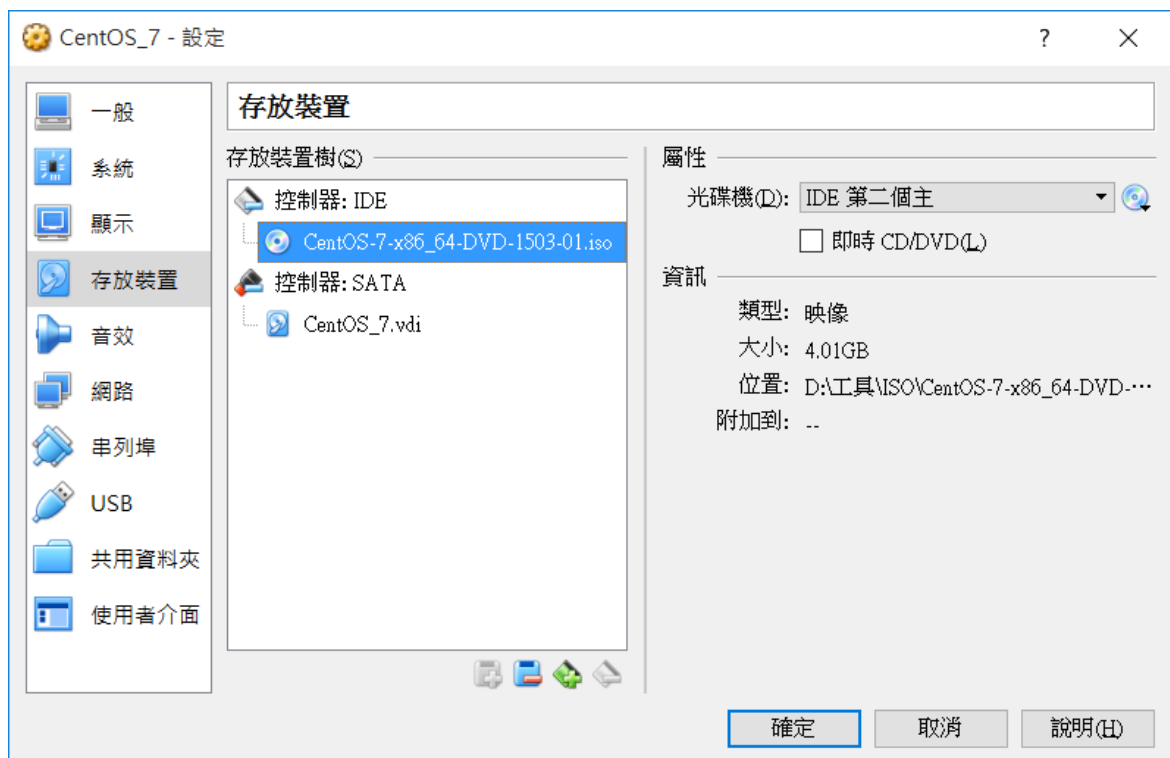 CentOS_7 - 設定
?
一般
系統
顯示
存放裝置
音效
網路
串列埠
USB
共用資料夾
使用者介面
存放裝置
存放裝置樹(S)
控制器: IDE
CentOS-7-x86_64-DVD-1503-01.iso
控制器: SATA
CentOS_7.vdi
屬性
光碟機(D): IDE 第二個主
即時 CD/DVD(L)
資訊
類型: 映像
大小: 4.01GB
位置: D:\工具\ISO\CentOS-7-x86_64-DVD-⋯
附加到: --
確定 取消 說明(H)